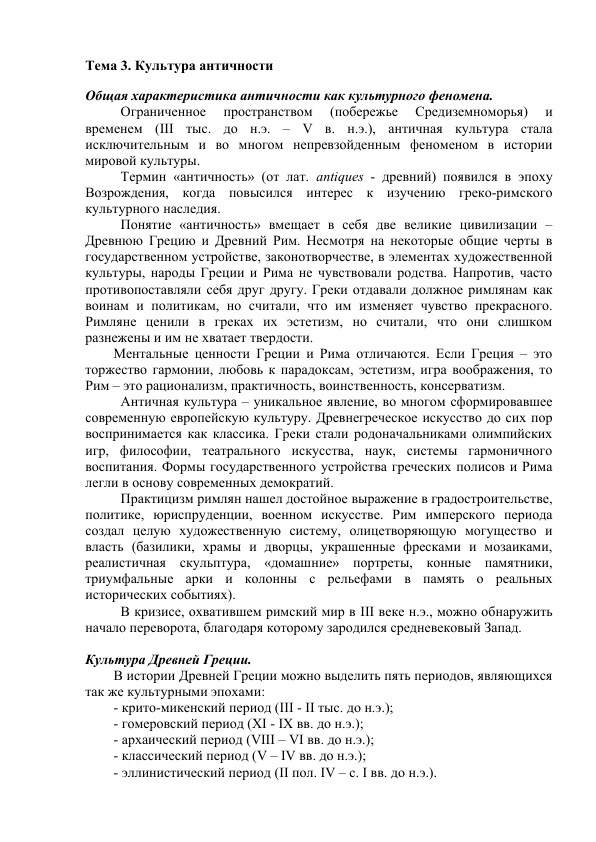 Тема 3. Культура античности
Общая характеристика античности как культурного феномена.
Ограниченное пространством (побережье Средиземноморья) и
временем (III тыс. до н.э. – V в. н.э.), античная культура стала
исключительным и во многом непревзойденным феноменом в истории
мировой культуры.
Термин «античность» (от лат. antiques - древний) появился в эпоху
Возрождения, когда повысился интерес к изучению греко-римского
культурного наследия.
Понятие «античность» вмещает в себя две великие цивилизации –
Древнюю Грецию и Древний Рим. Несмотря на некоторые общие черты в
государственном устройстве, законотворчестве, в элементах художественной
культуры, народы Греции и Рима не чувствовали родства. Напротив, часто
противопоставляли себя друг другу. Греки отдавали должное римлянам как
воинам и политикам, но считали, что им изменяет чувство прекрасного.
Римляне ценили в греках их эстетизм, но считали, что они слишком
разнежены и им не хватает твердости.
Ментальные ценности Греции и Рима отличаются. Если Греция – это
торжество гармонии, любовь к парадоксам, эстетизм, игра воображения, то
Рим – это рационализм, практичность, воинственность, консерватизм.
Античная культура – уникальное явление, во многом сформировавшее
современную европейскую культуру. Древнегреческое искусство до сих пор
воспринимается как классика. Греки стали родоначальниками олимпийских
игр, философии, театрального искусства, наук, системы гармоничного
воспитания. Формы государственного устройства греческих полисов и Рима
легли в основу современных демократий.
Практицизм римлян нашел достойное выражение в градостроительстве,
политике, юриспруденции, военном искусстве. Рим имперского периода
создал целую художественную систему, олицетворяющую могущество и
власть (базилики, храмы и дворцы, украшенные фресками и мозаиками,
реалистичная скульптура, «домашние» портреты, конные памятники,
триумфальные арки и колонны с рельефами в память о реальных
исторических событиях).
В кризисе, охватившем римский мир в III веке н.э., можно обнаружить
начало переворота, благодаря которому зародился средневековый Запад.
Культура Древней Греции.
В истории Древней Греции можно выделить пять периодов, являющихся
так же культурными эпохами:
- крито-микенский период (III - II тыс. до н.э.);
- гомеровский период (XI - IX вв. до н.э.);
- архаический период (VIII – VI вв. до н.э.);
- классический период (V – IV вв. до н.э.);
- эллинистический период (II пол. IV – с. I вв. до н.э.).